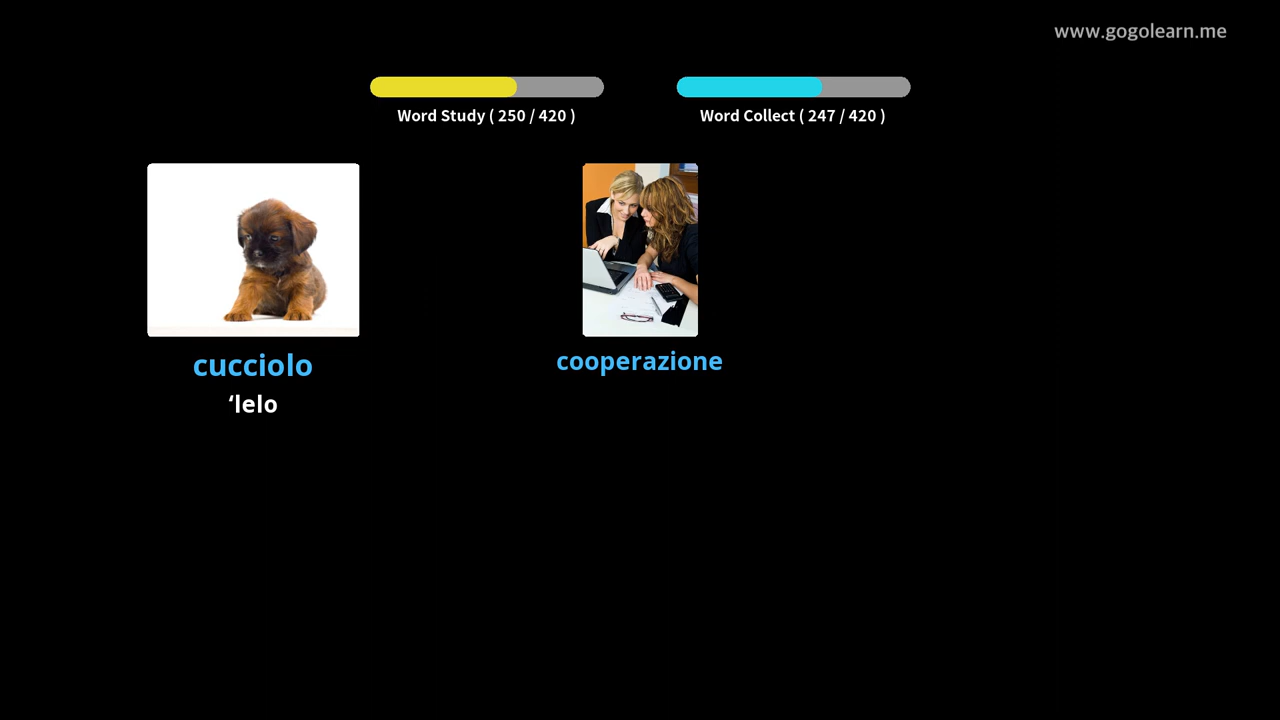 www.gogolearn.me
Word Study ( 250 / 420 )
Word Collect ( 247 / 420 )
cucciolo
‘lelo
cooperazione